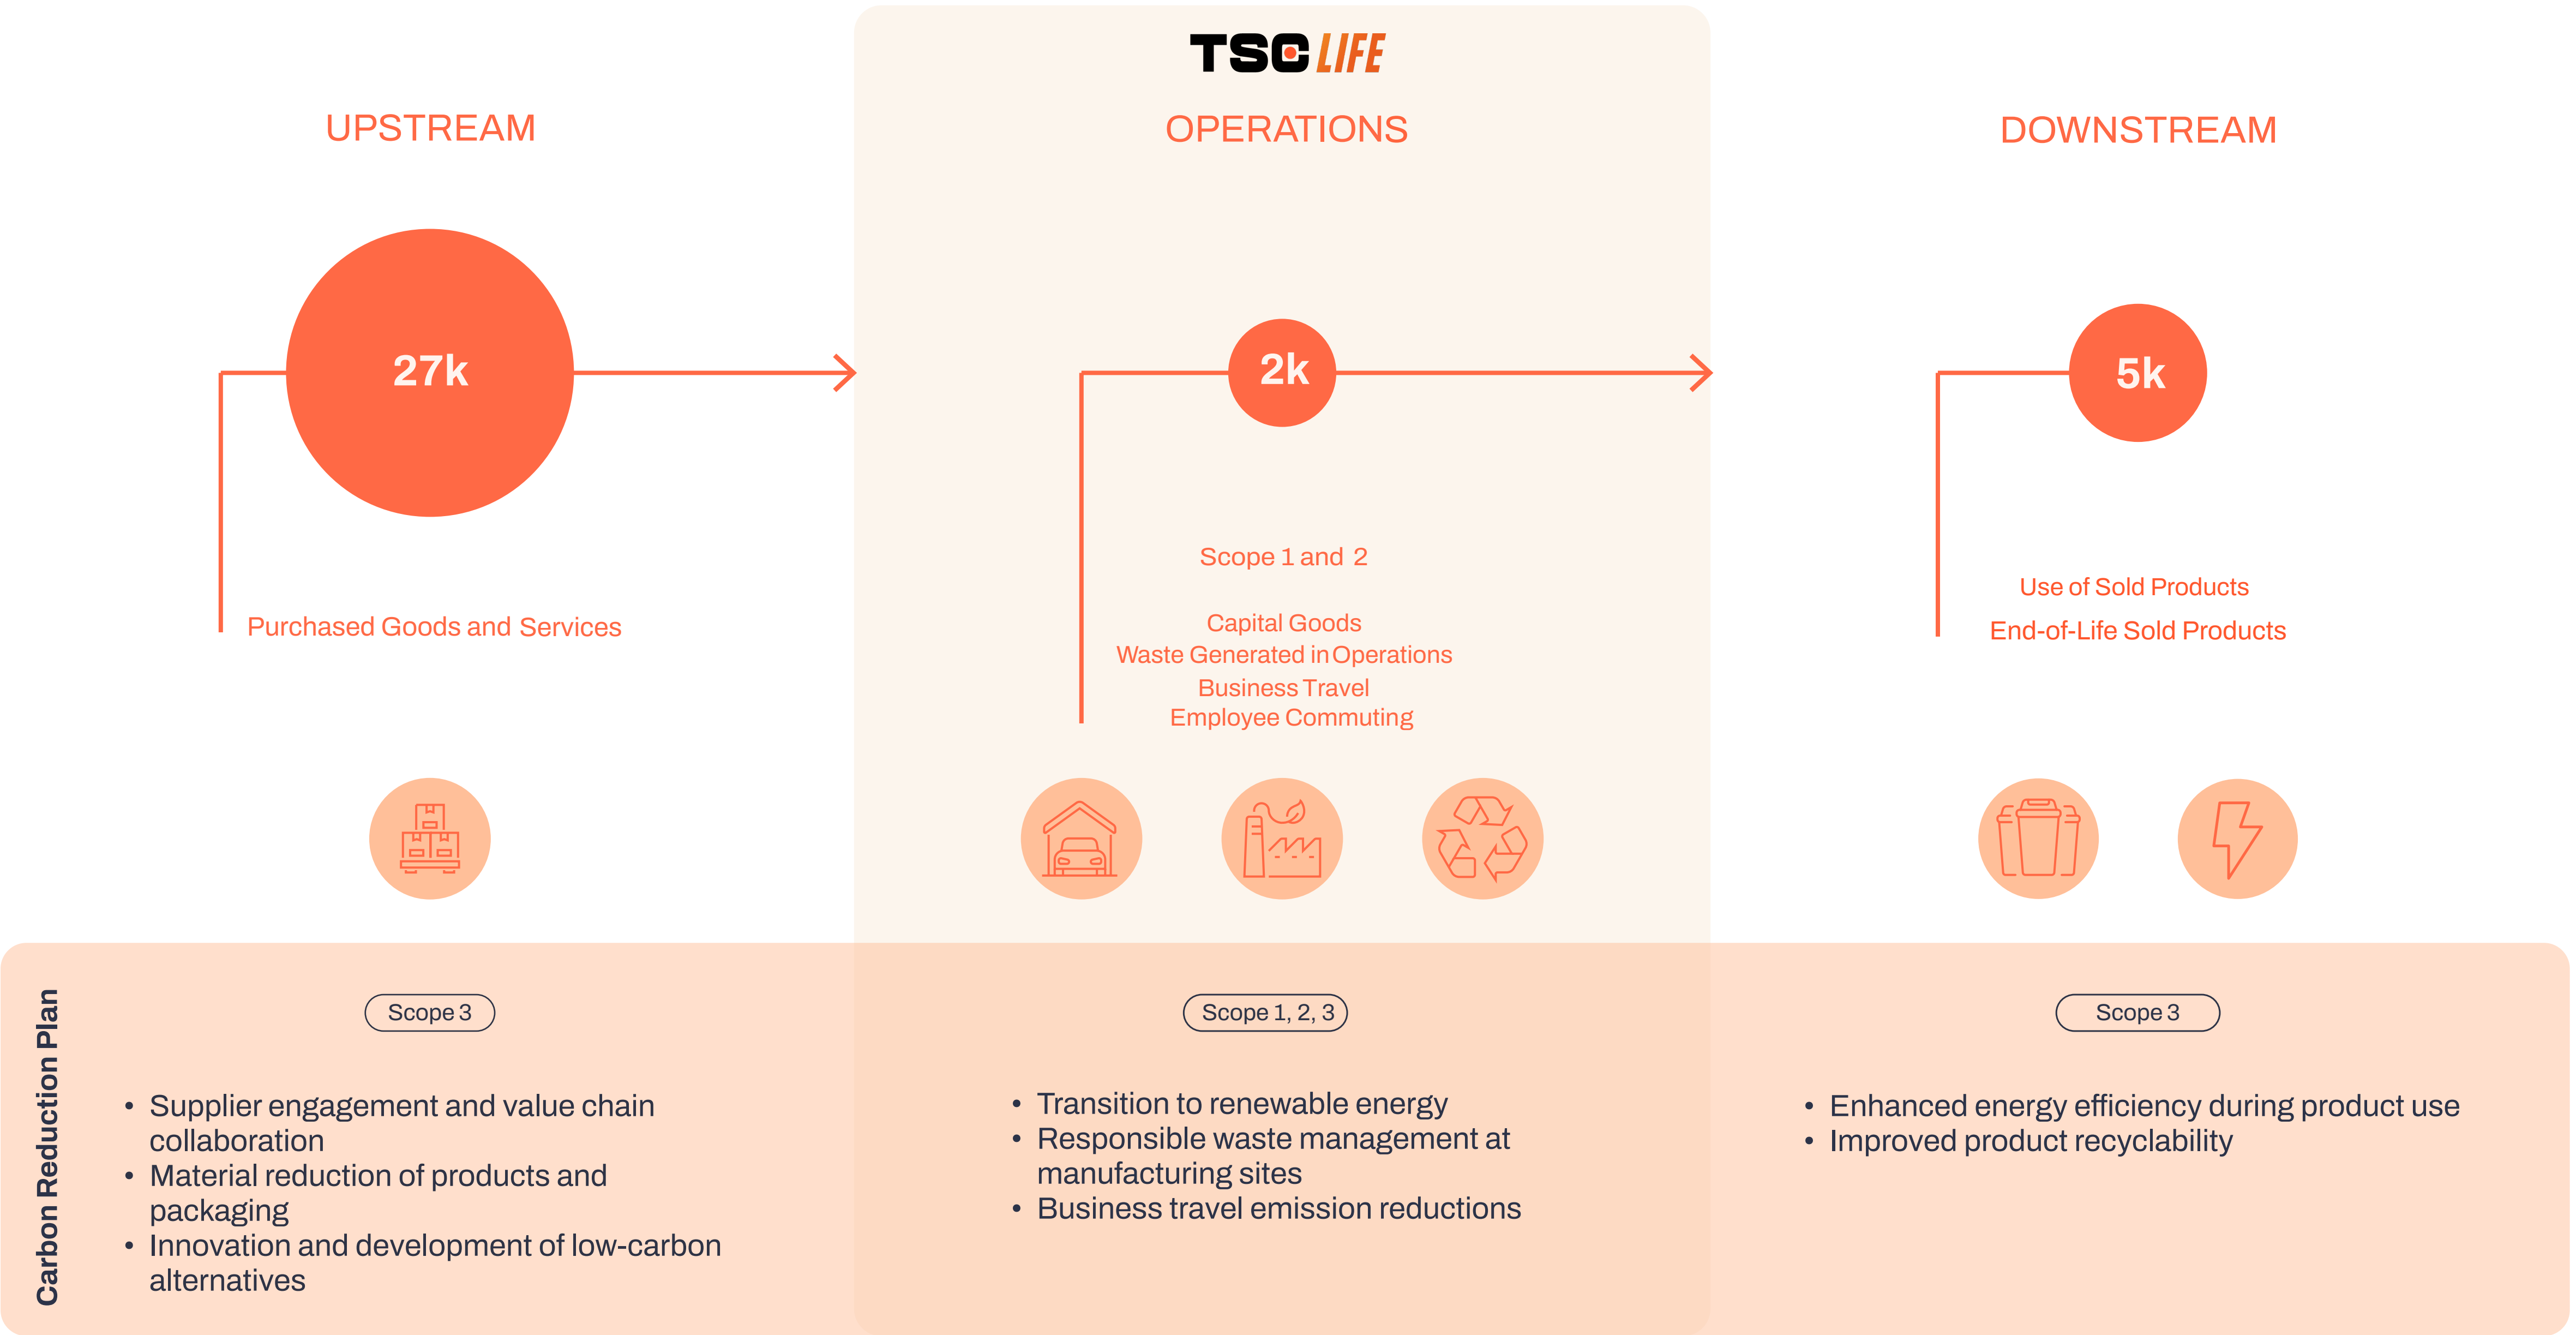 TSC LIFE
UPSTREAM
OPERATIONS
DOWNSTREAM
27k
2k
5k
Purchased Goods and Services
Scope 1 and 2
Capital Goods
Waste Generated in Operations
Business Travel
Employee Commuting
Use of Sold Products
End-of-Life Sold Products
Carbon Reduction Plan
Scope 3
• Supplier engagement and value chain
collaboration
• Material reduction of products and
packaging
• Innovation and development of low-carbon
alternatives
Scope 1, 2, 3
• Transition to renewable energy
• Responsible waste management at
manufacturing sites
• Business travel emission reductions
Scope 3
• Enhanced energy efficiency during product use
• Improved product recyclability